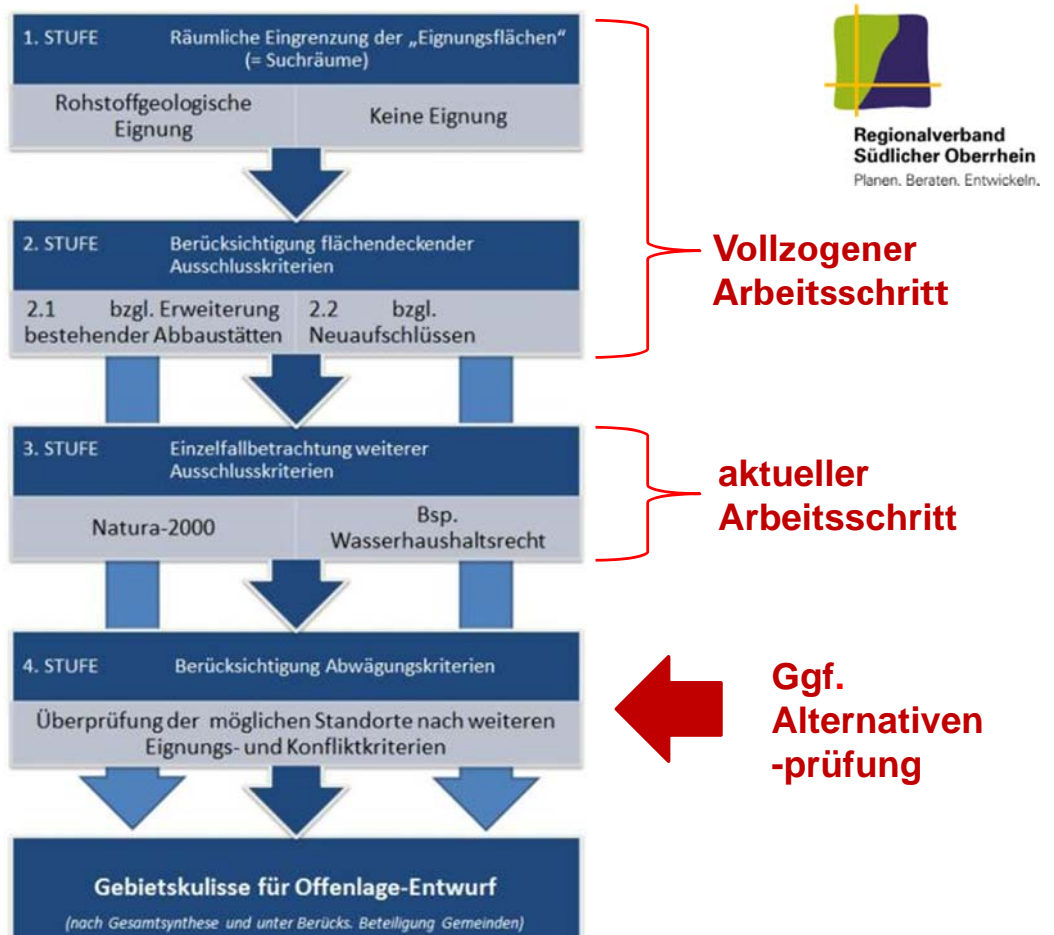 1. STUFE Räumliche Eingrenzung der „Eignungsflächen“
(= Suchräume)
Rohstoffgeologische
Eignung
Keine Eignung
Regionalverband
Südlicher Oberrhein
Planen. Beraten. Entwickeln.
2. STUFE Berücksichtigung flächendeckender
Ausschlusskriterien
2.1 bzgl. Erweiterung
bestehender Abbaustätten
2.2 bzgl.
Neuaufschlüssen
Vollzogener
Arbeitsschritt
3. STUFE Einzelfallbetrachtung weiterer
Ausschlusskriterien
Natura-2000
Bsp.
Wasserhaushaltsrecht
aktueller
Arbeitsschritt
4. STUFE Berücksichtigung Abwägungskriterien
Überprüfung der möglichen Standorte nach weiteren
Eignungs- und Konfliktkriterien
Ggf.
Alternativen
-prüfung
Gebietskulisse für Offenlage-Entwurf
(nach Gesamtsynthese und unter Berücks. Beteiligung Gemeinden)